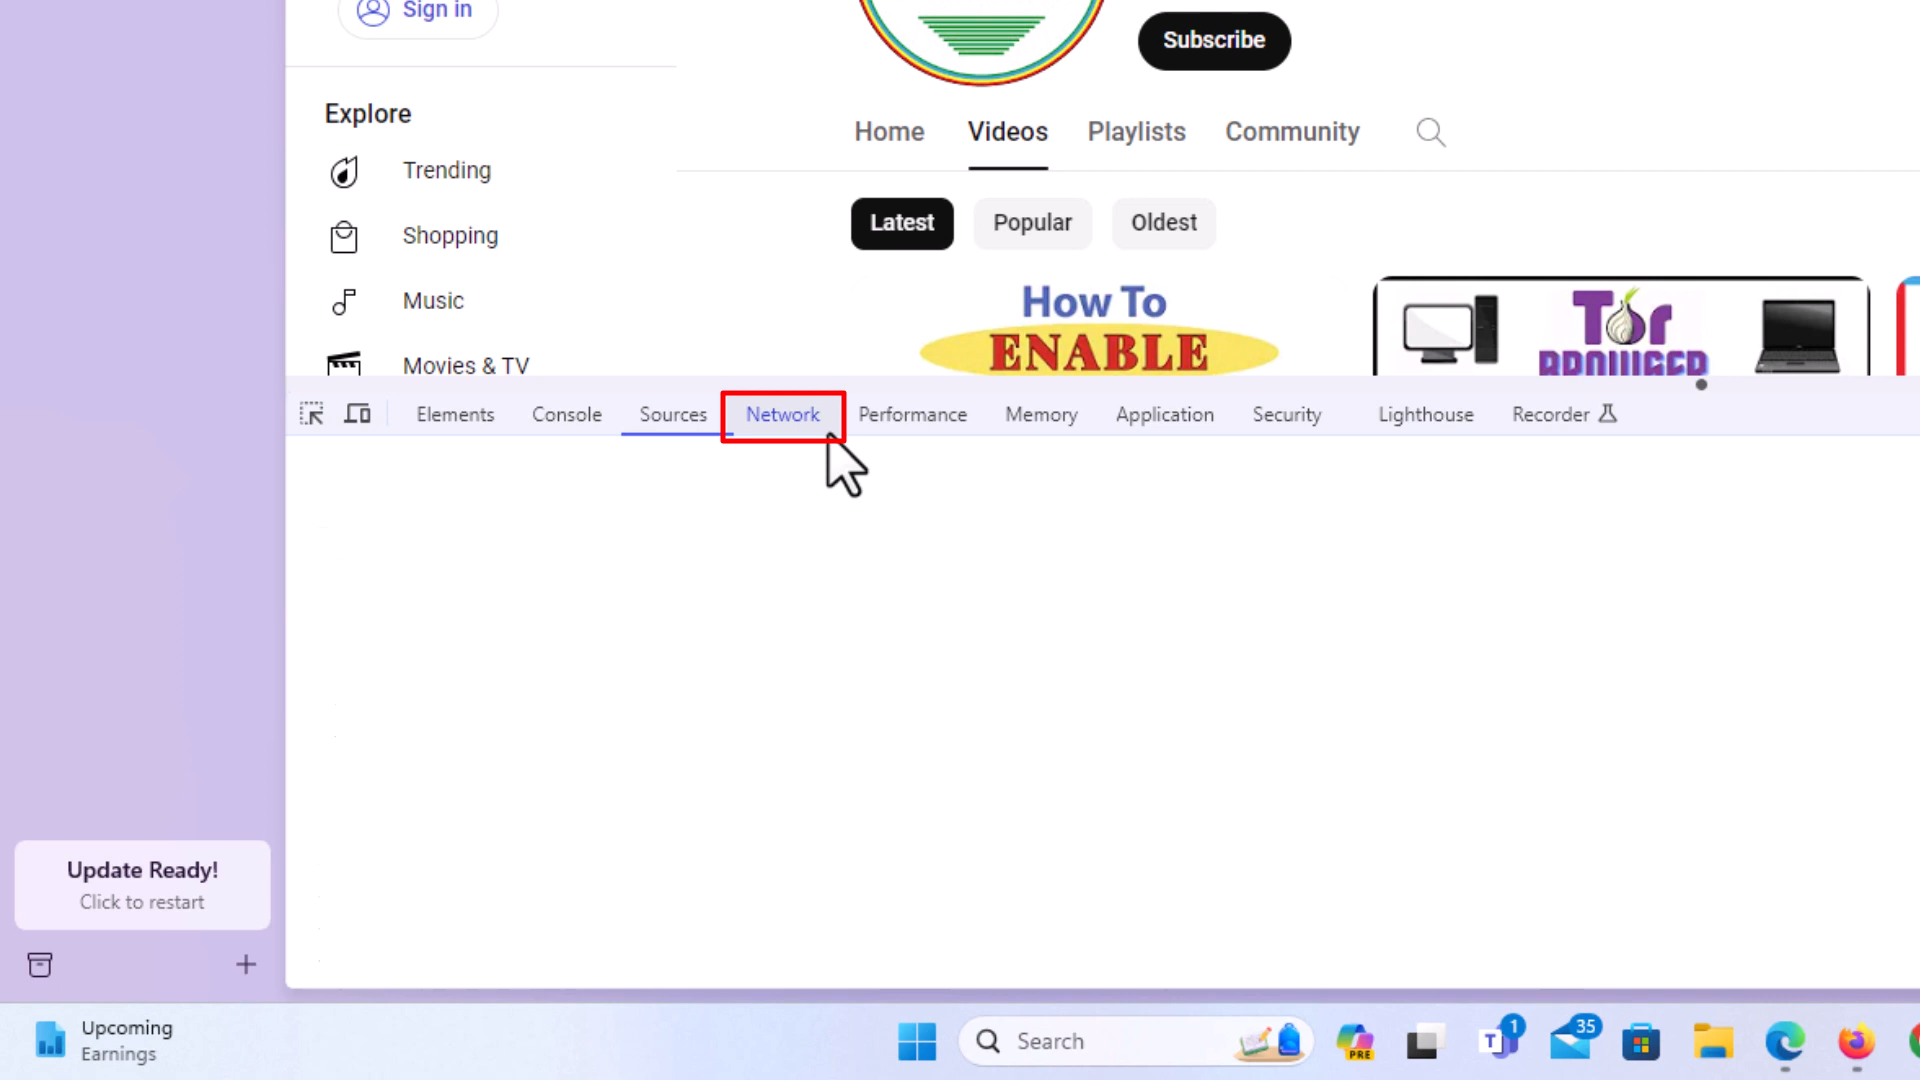 Sign in
Subscribe
Explore
Home Videos Playlists Community
Trending
Latest Popular Oldest
Shopping
Music
How To
ENABLE
Tor
BROWSER
Movies & TV
Elements Console Sources Network Performance Memory Application Security Lighthouse Recorder
Update Ready!
Click to restart
Upcoming
Earnings
Search
PRE
T
1
35